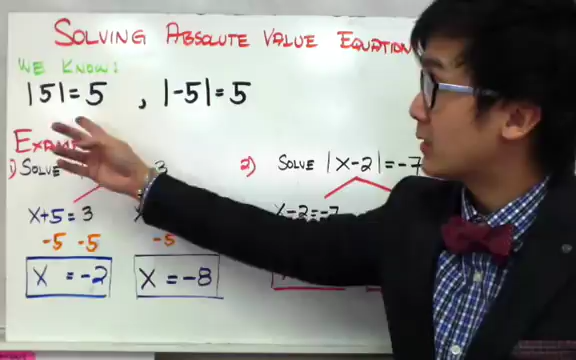 SOLVING ABSOLUTE VALUE EQUATION
WE KNOW:
|5|=5 , |-5|=5
1) SOLVE 3
2) SOLVE |x-2|=-7
x+5=3
x-2=-7
-5 -5
-5
x =-2
x =-8